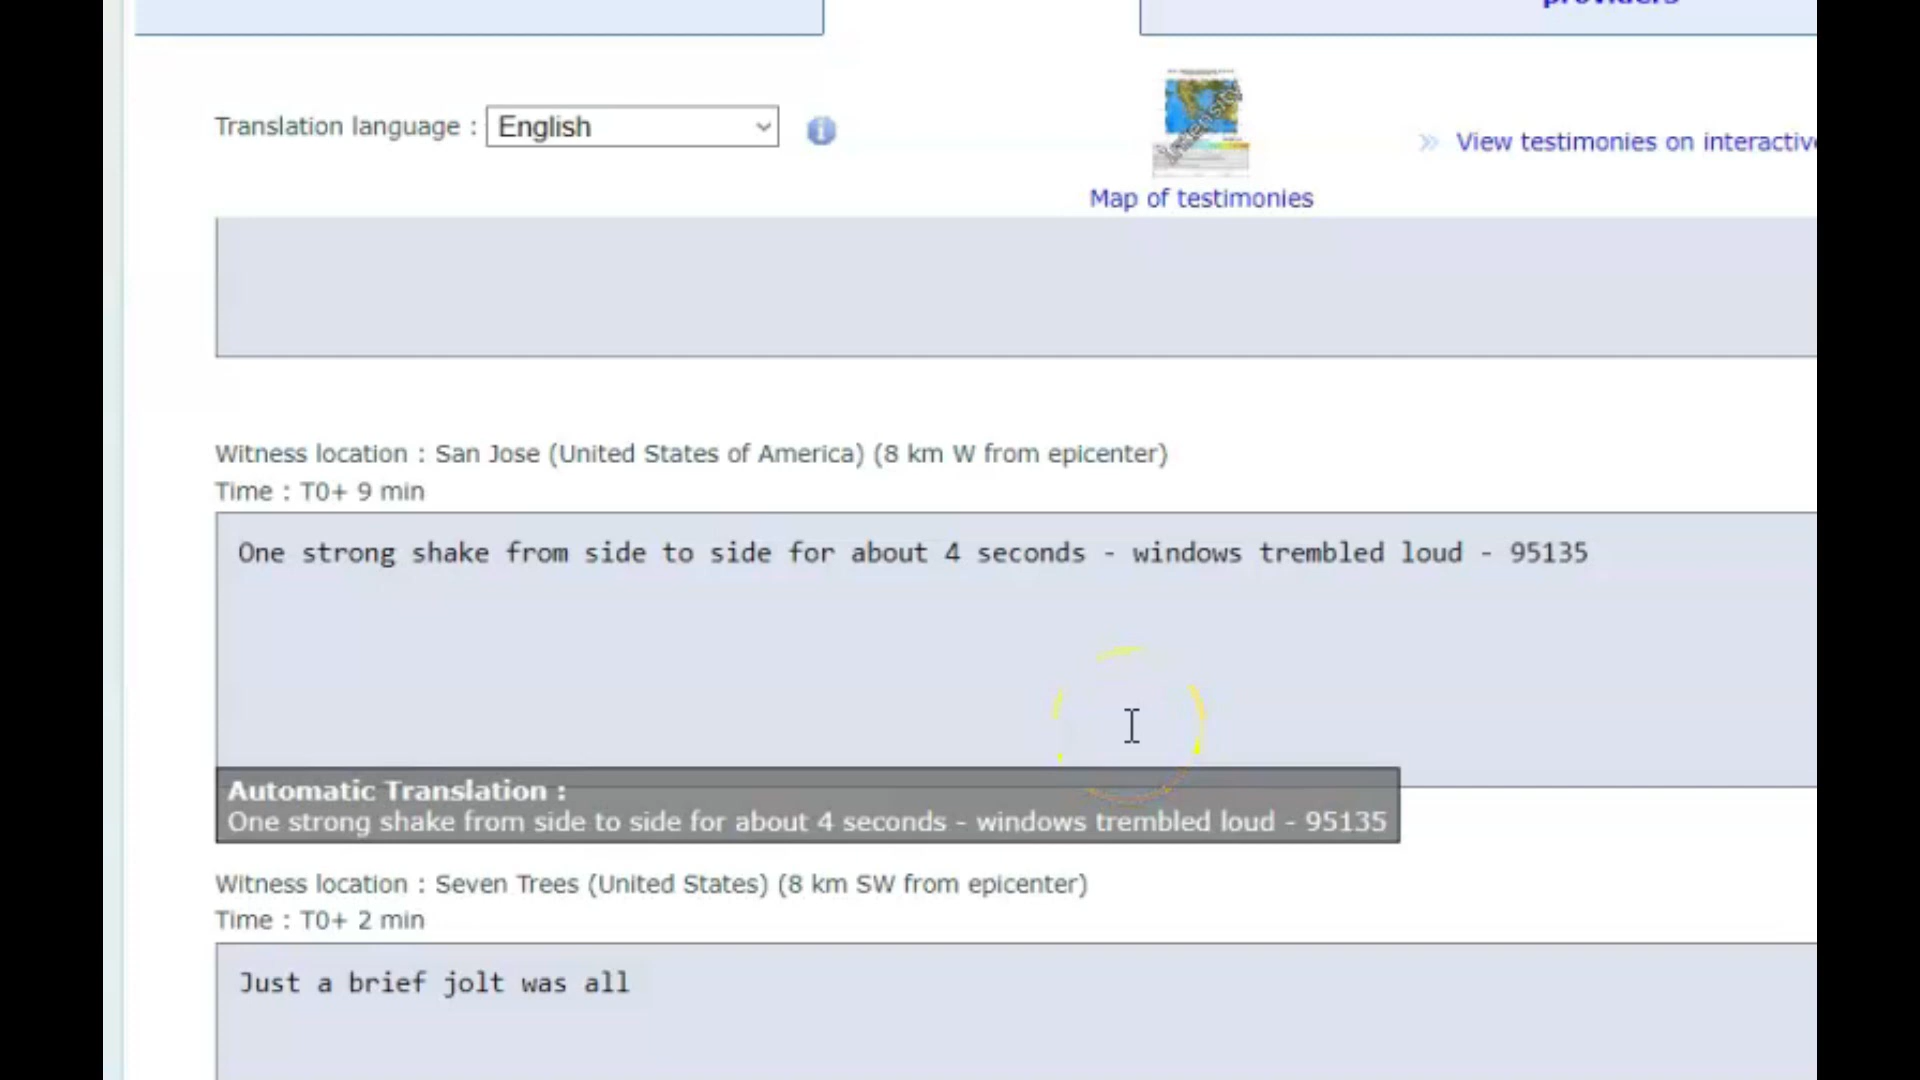 providers
Translation language : English
Intensity
Map of testimonies
View testimonies on interactive
Witness location : San Jose (United States of America) (8 km W from epicenter)
Time : T0+ 9 min
One strong shake from side to side for about 4 seconds - windows trembled loud - 95135
Automatic Translation :
One strong shake from side to side for about 4 seconds - windows trembled loud - 95135
Witness location : Seven Trees (United States) (8 km SW from epicenter)
Time : T0+ 2 min
Just a brief jolt was all